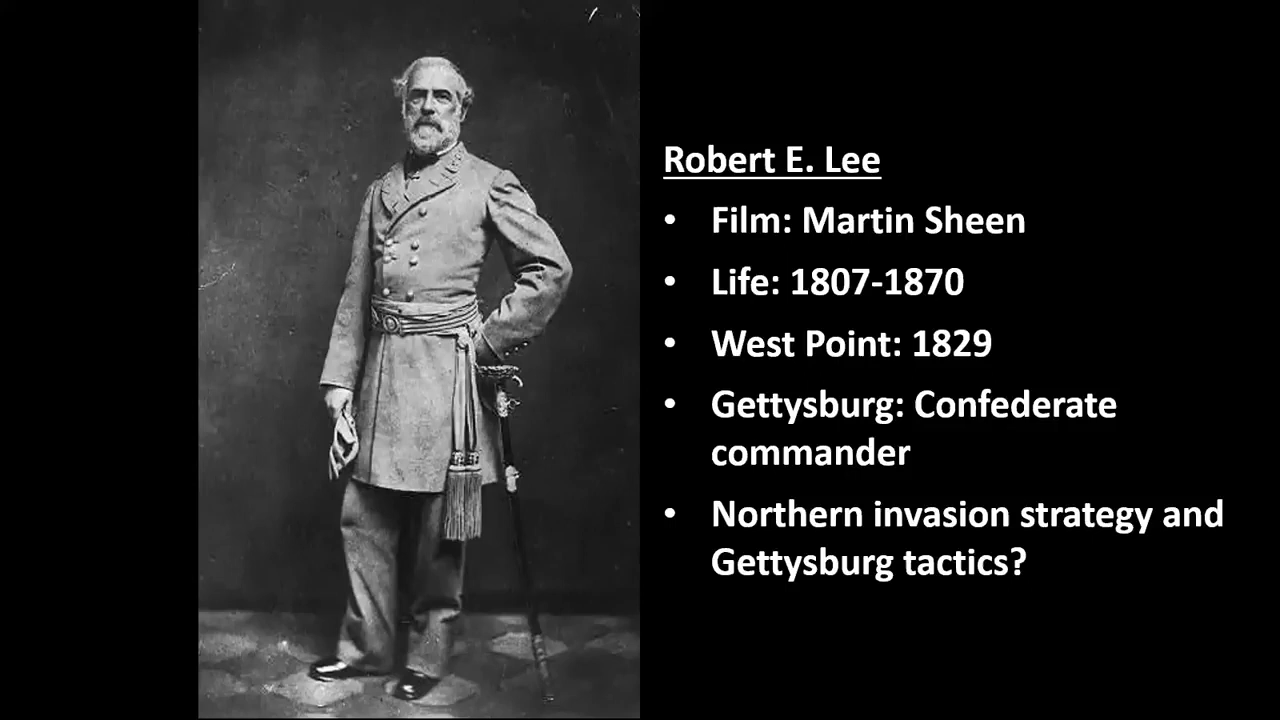 Robert E. Lee
• Film: Martin Sheen
• Life: 1807-1870
• West Point: 1829
• Gettysburg: Confederate
commander
• Northern invasion strategy and
Gettysburg tactics?